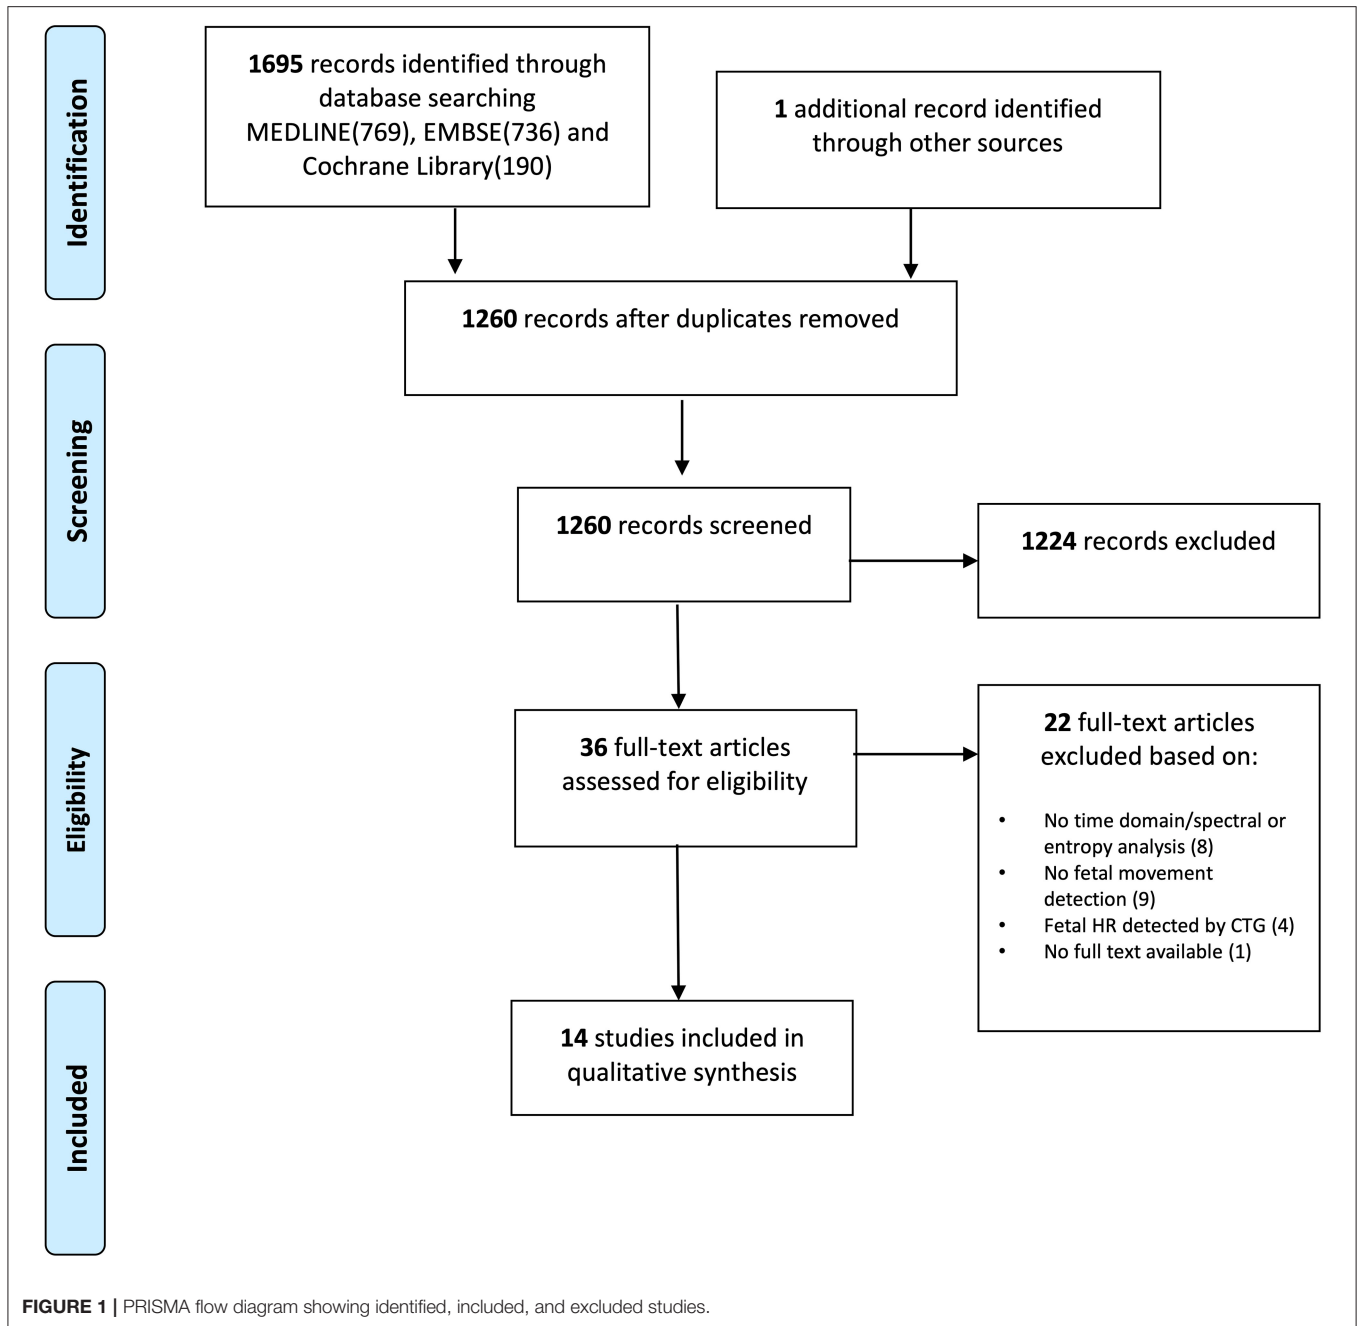 Identification
1695 records identified through
database searching
MEDLINE(769), EMBSE(736) and
Cochrane Library(190)
1 additional record identified
through other sources
1260 records after duplicates removed
Screening
1260 records screened
1224 records excluded
Eligibility
36 full-text articles
assessed for eligibility
22 full-text articles
excluded based on:
• No time domain/spectral or
entropy analysis (8)
• No fetal movement
detection (9)
• Fetal HR detected by CTG (4)
• No full text available (1)
Included
14 studies included in
qualitative synthesis
FIGURE 1 | PRISMA flow diagram showing identified, included, and excluded studies.